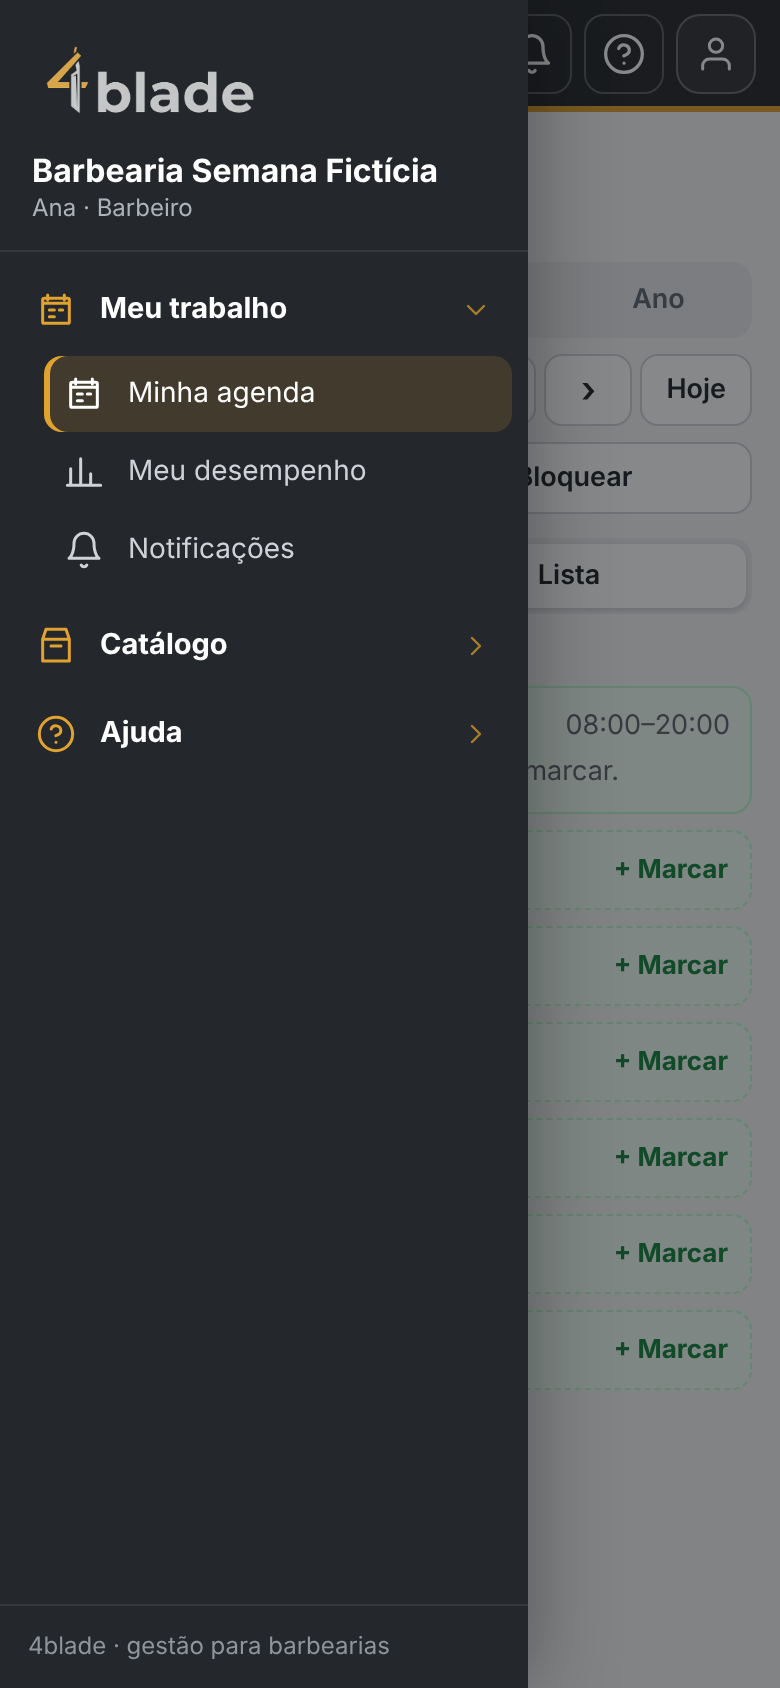 4blade
Barbearia Semana Fictícia
Ana · Barbeiro
Meu trabalho
Minha agenda
Meu desempenho
Notificações
Catálogo
Ajuda
4blade · gestão para barbearias
Ano
Hoje
Bloquear
Lista
08:00–20:00
marcar.
+ Marcar
+ Marcar
+ Marcar
+ Marcar
+ Marcar
+ Marcar